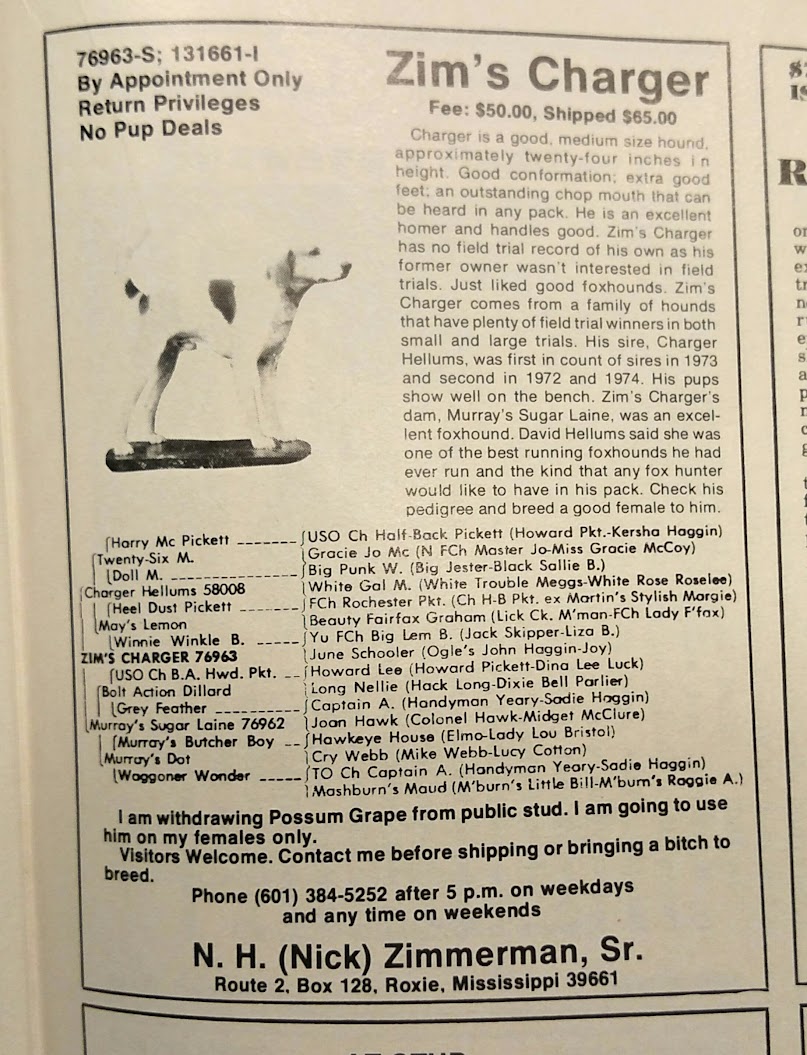 76963-S; 131661-I
By Appointment Only
Return Privileges
No Pup Deals
Zim's Charger
Fee: $50.00, Shipped $65.00
Charger is a good, medium size hound,
approximately twenty-four inches in
height. Good conformation; extra good
feet; an outstanding chop mouth that can
be heard in any pack. He is an excellent
homer and handles good. Zim's Charger
has no field trial record of his own as his
former owner wasn't interested in field
trials. Just liked good foxhounds. Zim's
Charger comes from a family of hounds
that have plenty of field trial winners in both
small and large trials. His sire, Charger
Hellums, was first in count of sires in 1973
and second in 1972 and 1974. His pups
show well on the bench. Zim's Charger's
dam, Murray's Sugar Laine, was an excel-
lent foxhound. David Hellums said she was
one of the best running foxhounds he had
ever run and the kind that any fox hunter
would like to have in his pack. Check his
pedigree and breed a good female to him.
Harry Mc Pickett ------- USO Ch Half-Back Pickett (Howard Pkt.-Kersha Haggin)
Twenty-Six M. Gracie Jo Mc (N FCh Master Jo-Miss Gracie McCoy)
Doll M. -------------- Big Punk W. (Big Jester-Black Sallie B.)
Charger Hellums 58008 White Gal M. (White Trouble Meggs-White Rose Roselee)
Heel Dust Pickett ------- FCh Rochester Pkt. (Ch H-B Pkt. ex Martin's Stylish Margie)
May's Lemon Beauty Fairfax Graham (Lick Ck. M'man-FCh Lady F'fax)
Winnie Winkle B. ----- Yu FCh Big Lem B. (Jack Skipper-Liza B.)
ZIM'S CHARGER 76963 June Schooler (Ogle's John Haggin-Joy)
USO Ch B.A. Hwd. Pkt. -- Howard Lee (Howard Pickett-Dina Lee Luck)
Bolt Action Dillard Long Nellie (Hack Long-Dixie Bell Parlier)
Grey Feather ---------- Captain A. (Handyman Yeary-Sadie Haggin)
Murray's Sugar Laine 76962 Joan Hawk (Colonel Hawk-Midget McClure)
Murray's Butcher Boy -- Hawkeye House (Elmo-Lady Lou Bristol)
Murray's Dot Cry Webb (Mike Webb-Lucy Cotton)
Waggoner Wonder ----- TO Ch Captain A. (Handyman Yeary-Sadie Haggin)
Mashburn's Maud (M'burn's Little Bill-M'burn's Raggie A.)
I am withdrawing Possum Grape from public stud. I am going to use
him on my females only.
Visitors Welcome. Contact me before shipping or bringing a bitch to
breed.
Phone (601) 384-5252 after 5 p.m. on weekdays
and any time on weekends
N. H. (Nick) Zimmerman, Sr.
Route 2, Box 128, Roxie, Mississippi 39661